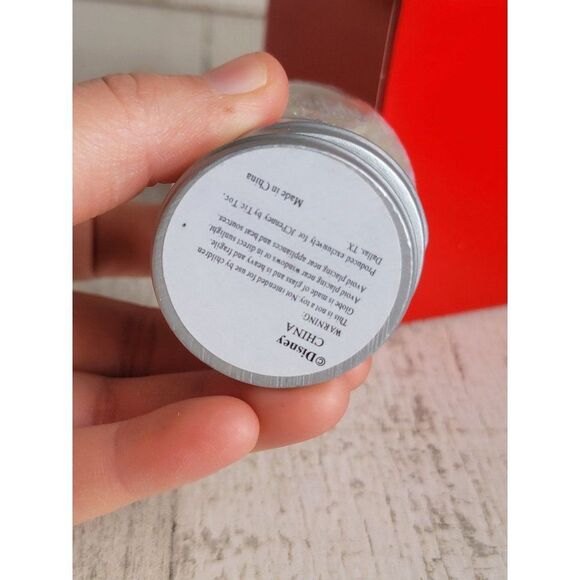 ©Disney
CHINA
WARNING:
This is not a toy. Not intended for use by children
Globe is made of glass and is heavy and fragile.
Avoid placing near windows or in direct sunlight.
Avoid placing near appliances and heat sources.
Produced exclusively for JCPenney by Tic Toc.
Dallas, TX
Made in China